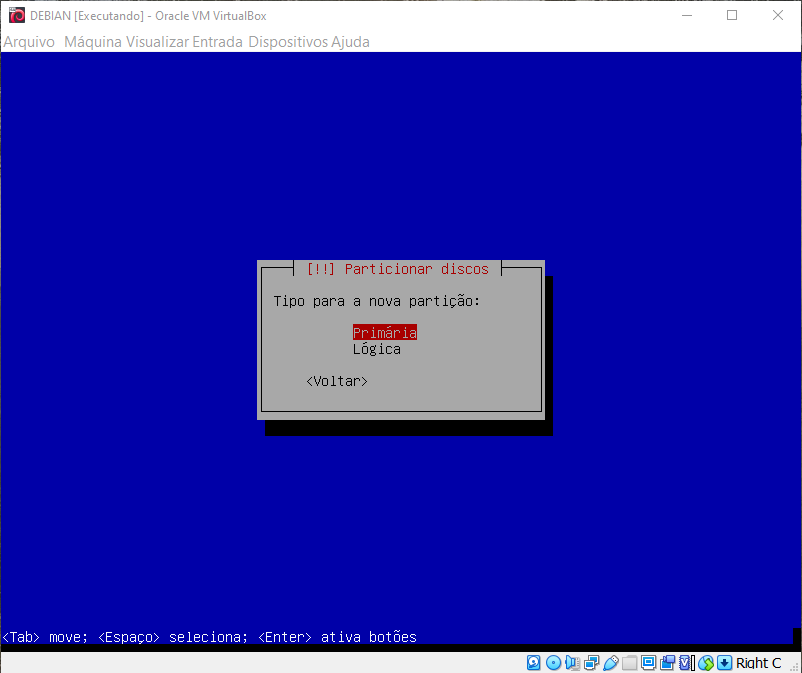 DEBIAN [Executando] - Oracle VM VirtualBox
Arquivo Máquina Visualizar Entrada Dispositivos Ajuda
[!!] Particionar discos
Tipo para a nova partição:
Primária
Lógica
<Voltar>
<Tab> move; <Espaço> seleciona; <Enter> ativa botões
Right C